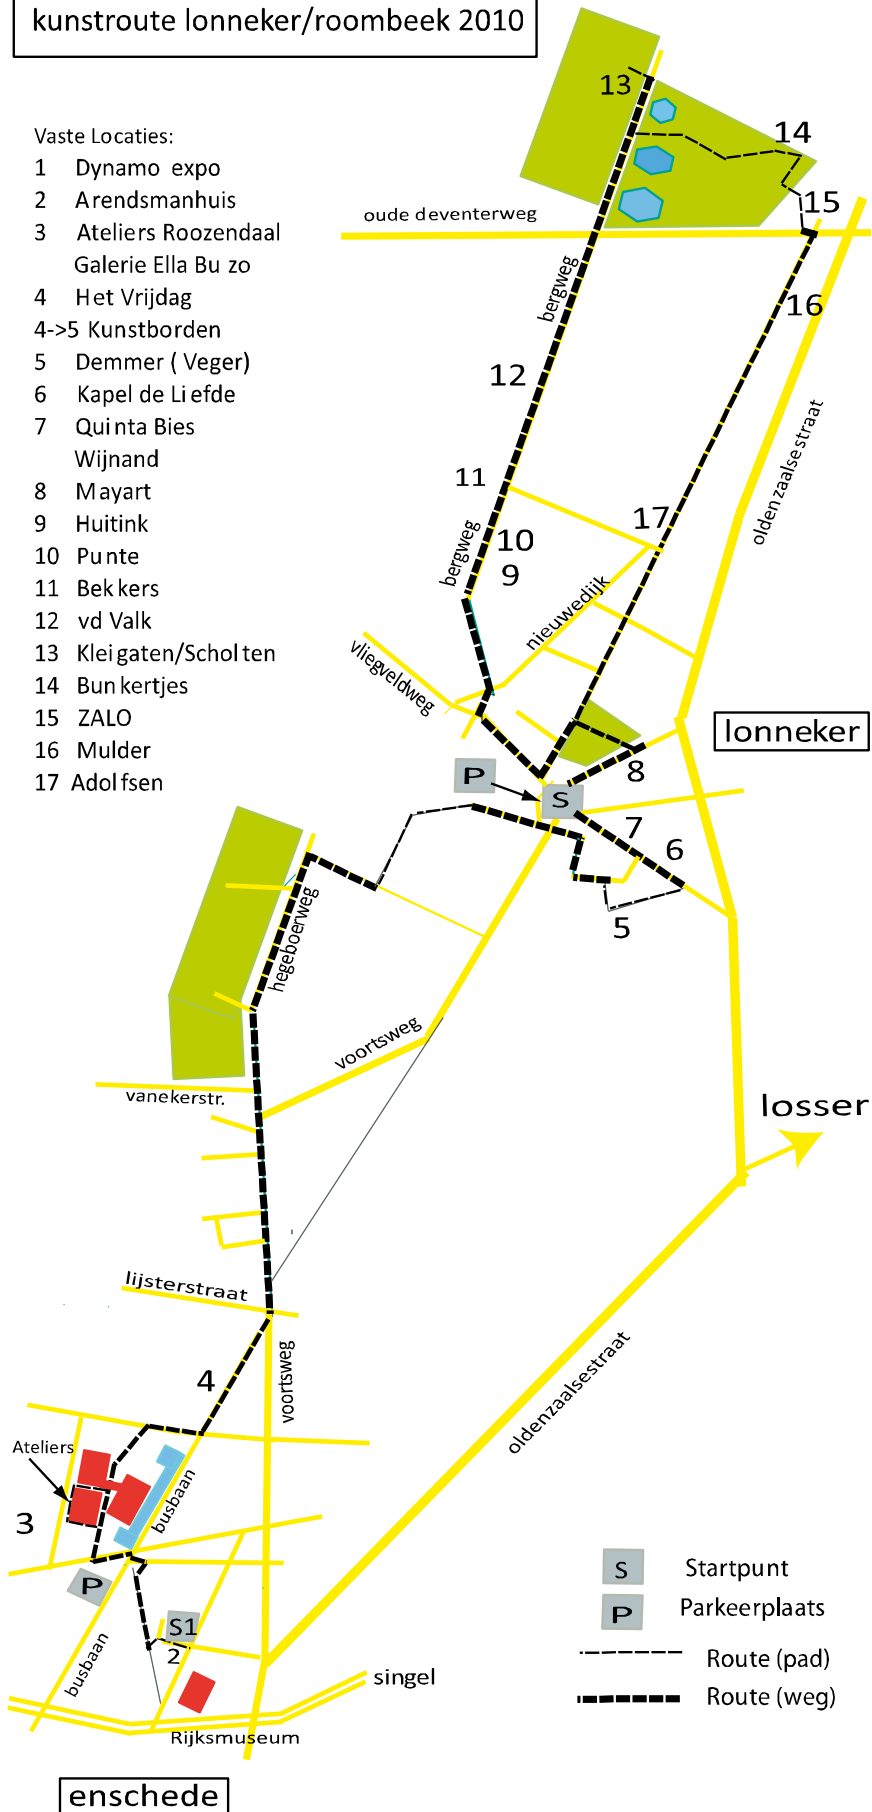 kunstroute lonneker/roombeek 2010
Vaste Locaties:
1 Dynamo expo
2 Arendsmanhuis
3 Ateliers Roozendaal
Galerie Ella Bu zo
4 Het Vrijdag
4->5 Kunstborden
5 Demmer ( Veger)
6 Kapel de Liefde
7 Quinta Bies
Wijnand
8 Mayart
9 Huitink
10 Punte
11 Bekkers
12 vd Valk
13 Kleigaten/Scholten
14 Bunkertjes
15 ZALO
16 Mulder
17 Adolfsen
13
14
15
oude deventerweg
bergweg
16
12
oldenzaalsestraat
11
17
10
bergweg
9
nieuwedijk
vliegveldweg
lonneker
P
8
S
7
6
hegeboerweg
5
voortsweg
vanekerstr.
losser
lijsterstraat
voortsweg
4
oldenzaalsestraat
Ateliers
busbaan
3
P
S
Startpunt
P
Parkeerplaats
S1
2
Route (pad)
busbaan
singel
Route (weg)
Rijksmuseum
enschede